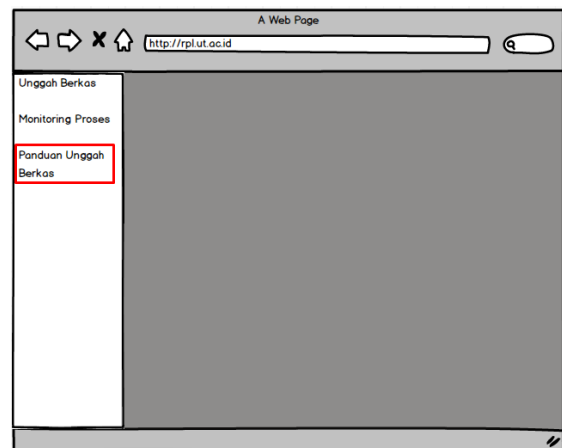 A Web Page
http://rpl.ut.ac.id
Unggah Berkas
Monitoring Proses
Panduan Unggah
Berkas